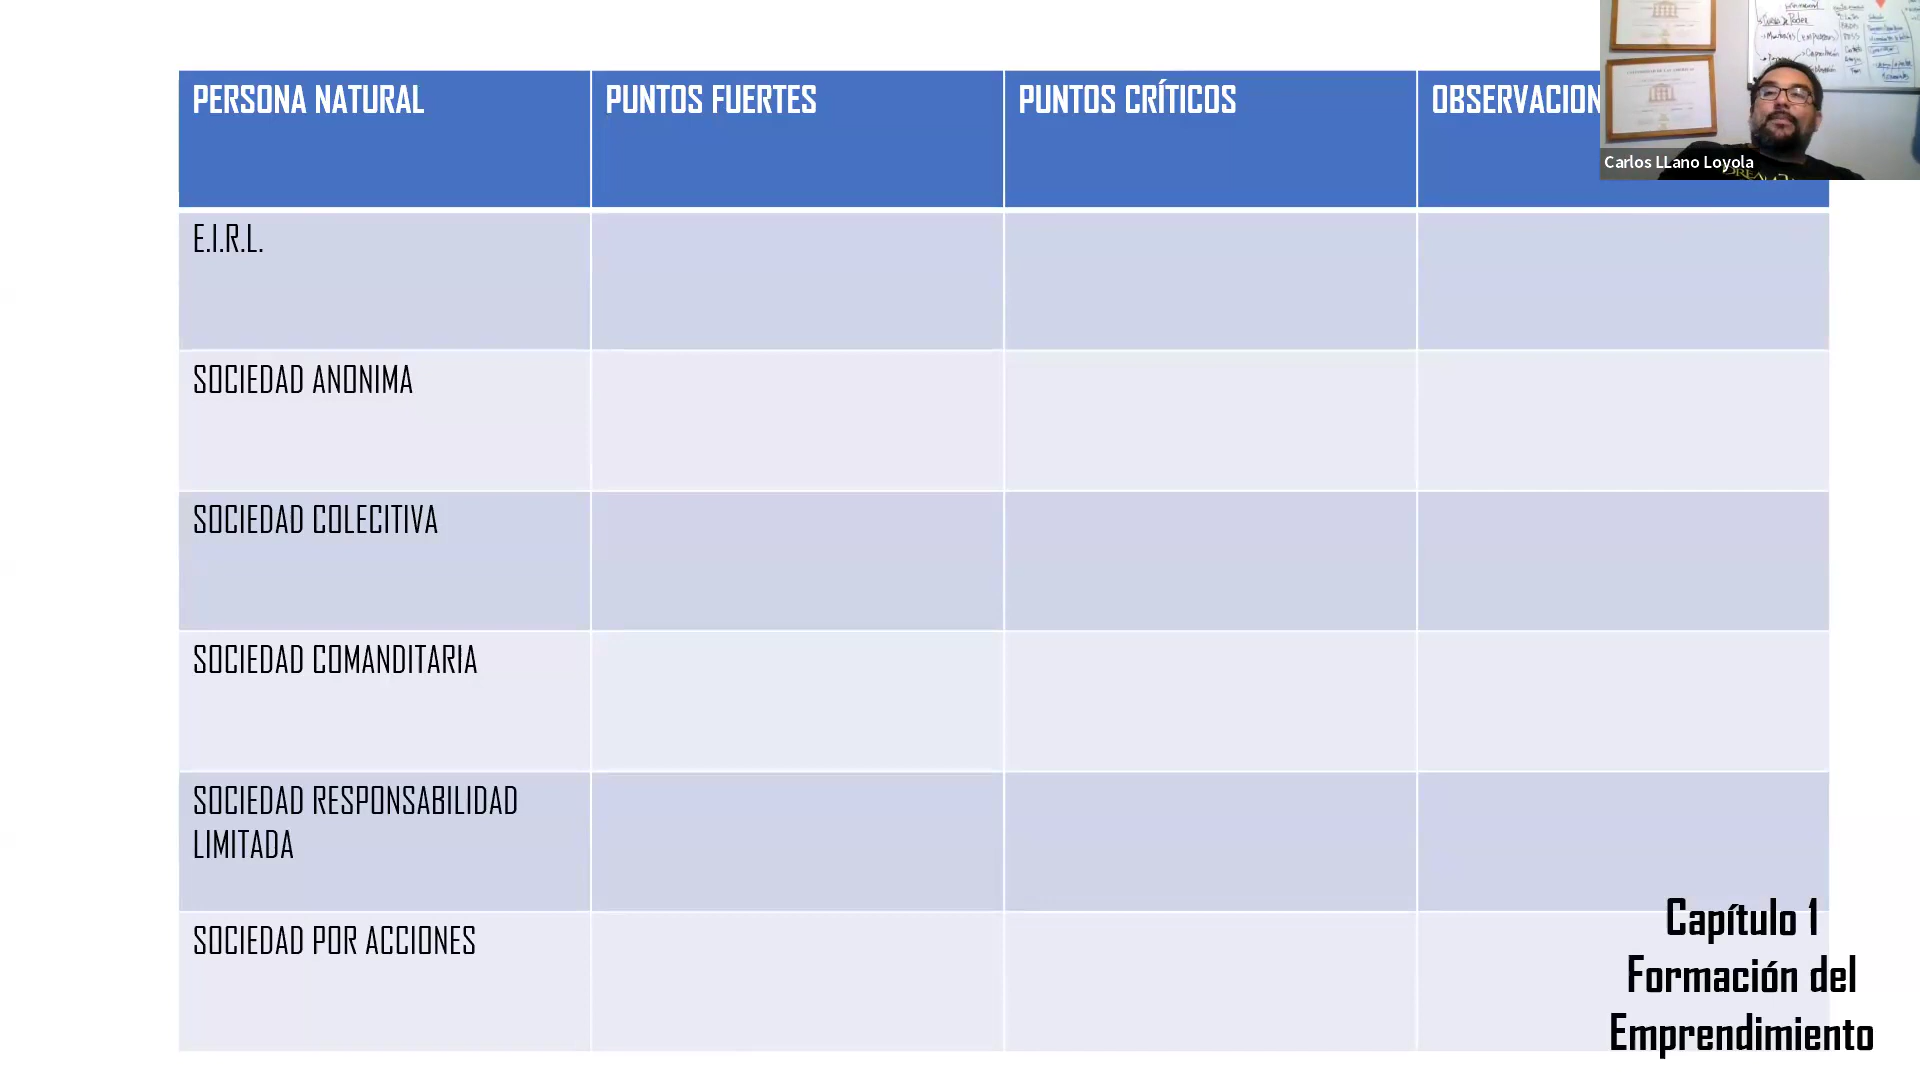 PERSONA NATURAL
PUNTOS FUERTES
PUNTOS CRÍTICOS
OBSERVACION
Carlos LLano Loyola
E.I.R.L.
SOCIEDAD ANONIMA
SOCIEDAD COLECITIVA
SOCIEDAD COMANDITARIA
SOCIEDAD RESPONSABILIDAD
LIMITADA
SOCIEDAD POR ACCIONES
Capítulo 1
Formación del
Emprendimiento